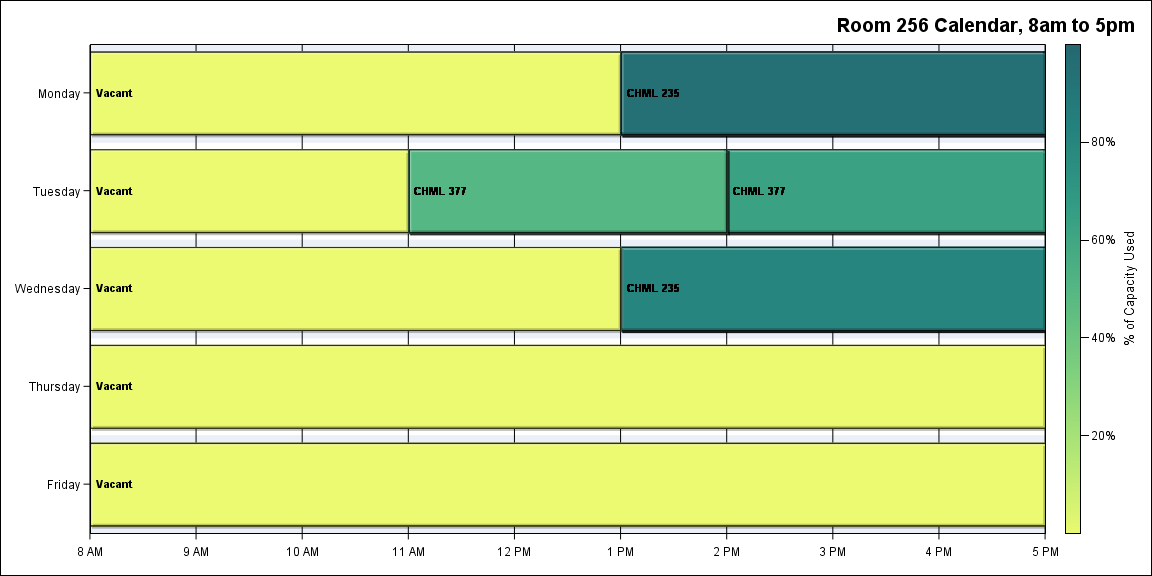 Room 256 Calendar, 8am to 5pm
Monday
Vacant
CHML 235
Tuesday
Vacant
CHML 377
CHML 377
Wednesday
Vacant
CHML 235
Thursday
Vacant
Friday
Vacant
8 AM
9 AM
10 AM
11 AM
12 PM
1 PM
2 PM
3 PM
4 PM
5 PM
80%
60%
40%
20%
% of Capacity Used